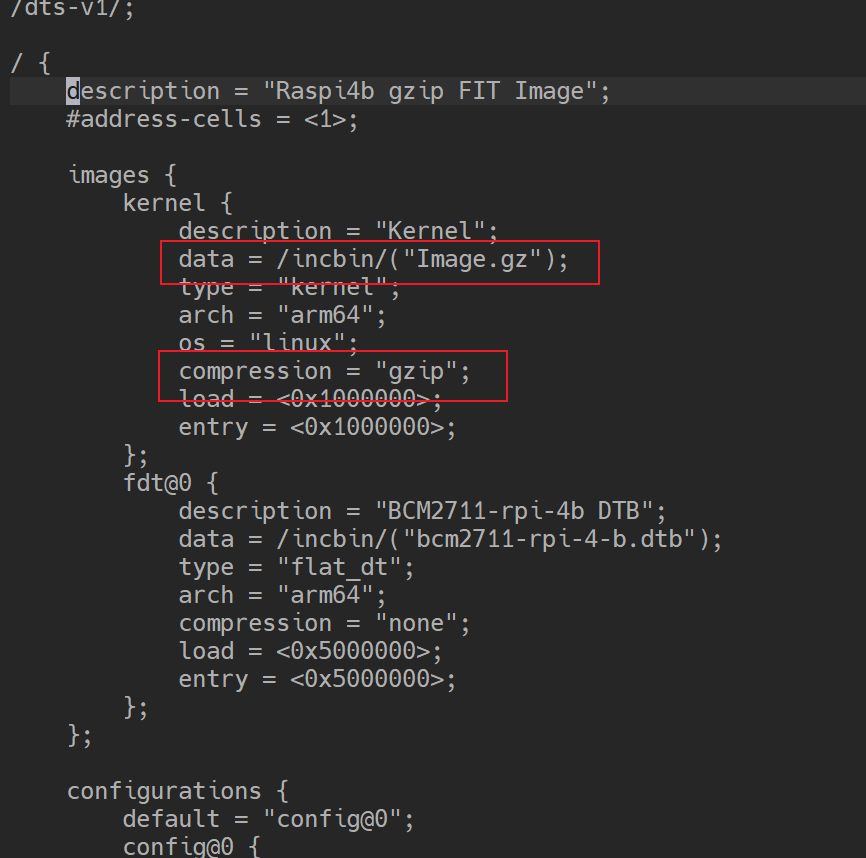 /dts-v1/;
/ {
description = "Raspi4b gzip FIT Image";
#address-cells = <1>;
images {
kernel {
description = "Kernel";
data = /incbin/("Image.gz");
type = "kernel";
arch = "arm64";
os = "linux";
compression = "gzip";
load = <0x1000000>;
entry = <0x1000000>;
};
fdt@0 {
description = "BCM2711-rpi-4b DTB";
data = /incbin/("bcm2711-rpi-4-b.dtb");
type = "flat_dt";
arch = "arm64";
compression = "none";
load = <0x5000000>;
entry = <0x5000000>;
};
};
configurations {
default = "config@0";
config@0 {